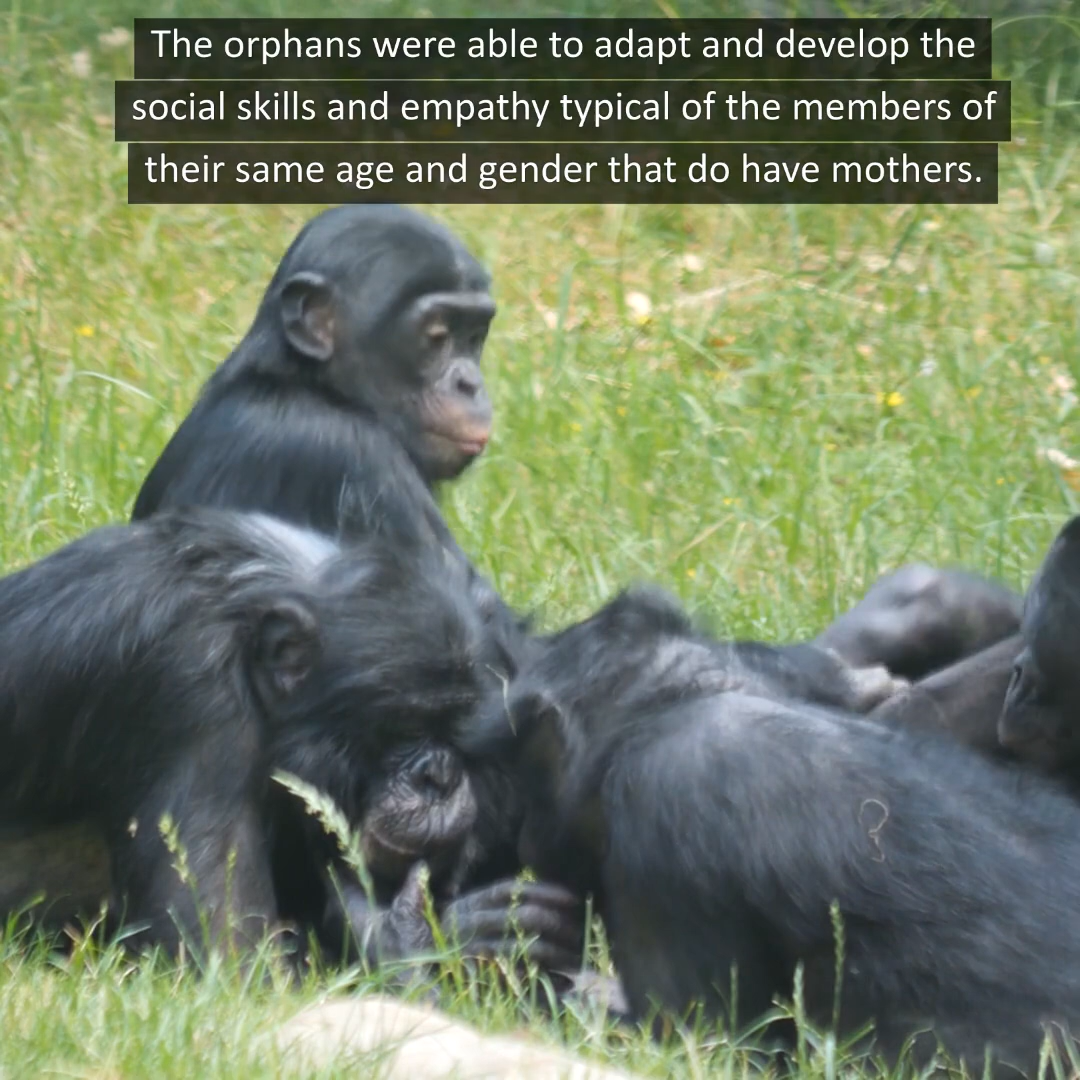 The orphans were able to adapt and develop the
social skills and empathy typical of the members of
their same age and gender that do have mothers.